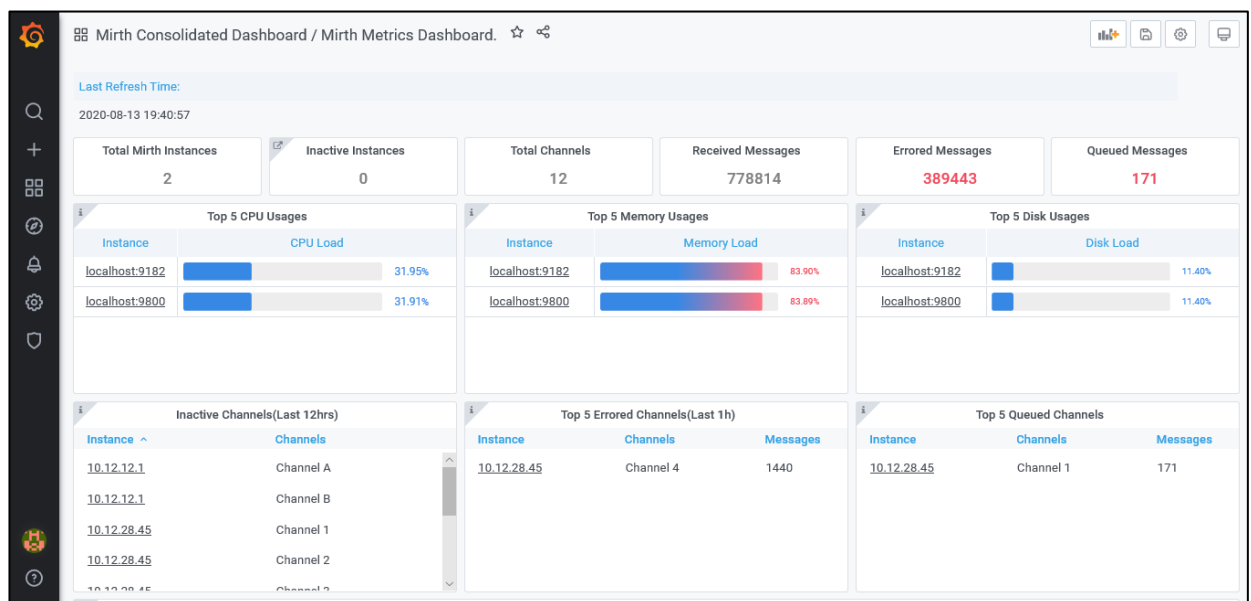 Mirth Consolidated Dashboard / Mirth Metrics Dashboard.
Last Refresh Time:
2020-08-13 19:40:57
Total Mirth Instances
2
Inactive Instances
0
Total Channels
12
Received Messages
778814
Errored Messages
389443
Queued Messages
171
Top 5 CPU Usages
Instance CPU Load
localhost:9182 31.95%
localhost:9800 31.91%
Top 5 Memory Usages
Instance Memory Load
localhost:9182 83.90%
localhost:9800 83.89%
Top 5 Disk Usages
Instance Disk Load
localhost:9182 11.40%
localhost:9800 11.40%
Inactive Channels(Last 12hrs)
Instance Channels
10.12.12.1 Channel A
10.12.12.1 Channel B
10.12.28.45 Channel 1
10.12.28.45 Channel 2
Top 5 Errored Channels(Last 1h)
Instance Channels Messages
10.12.28.45 Channel 4 1440
Top 5 Queued Channels
Instance Channels Messages
10.12.28.45 Channel 1 171